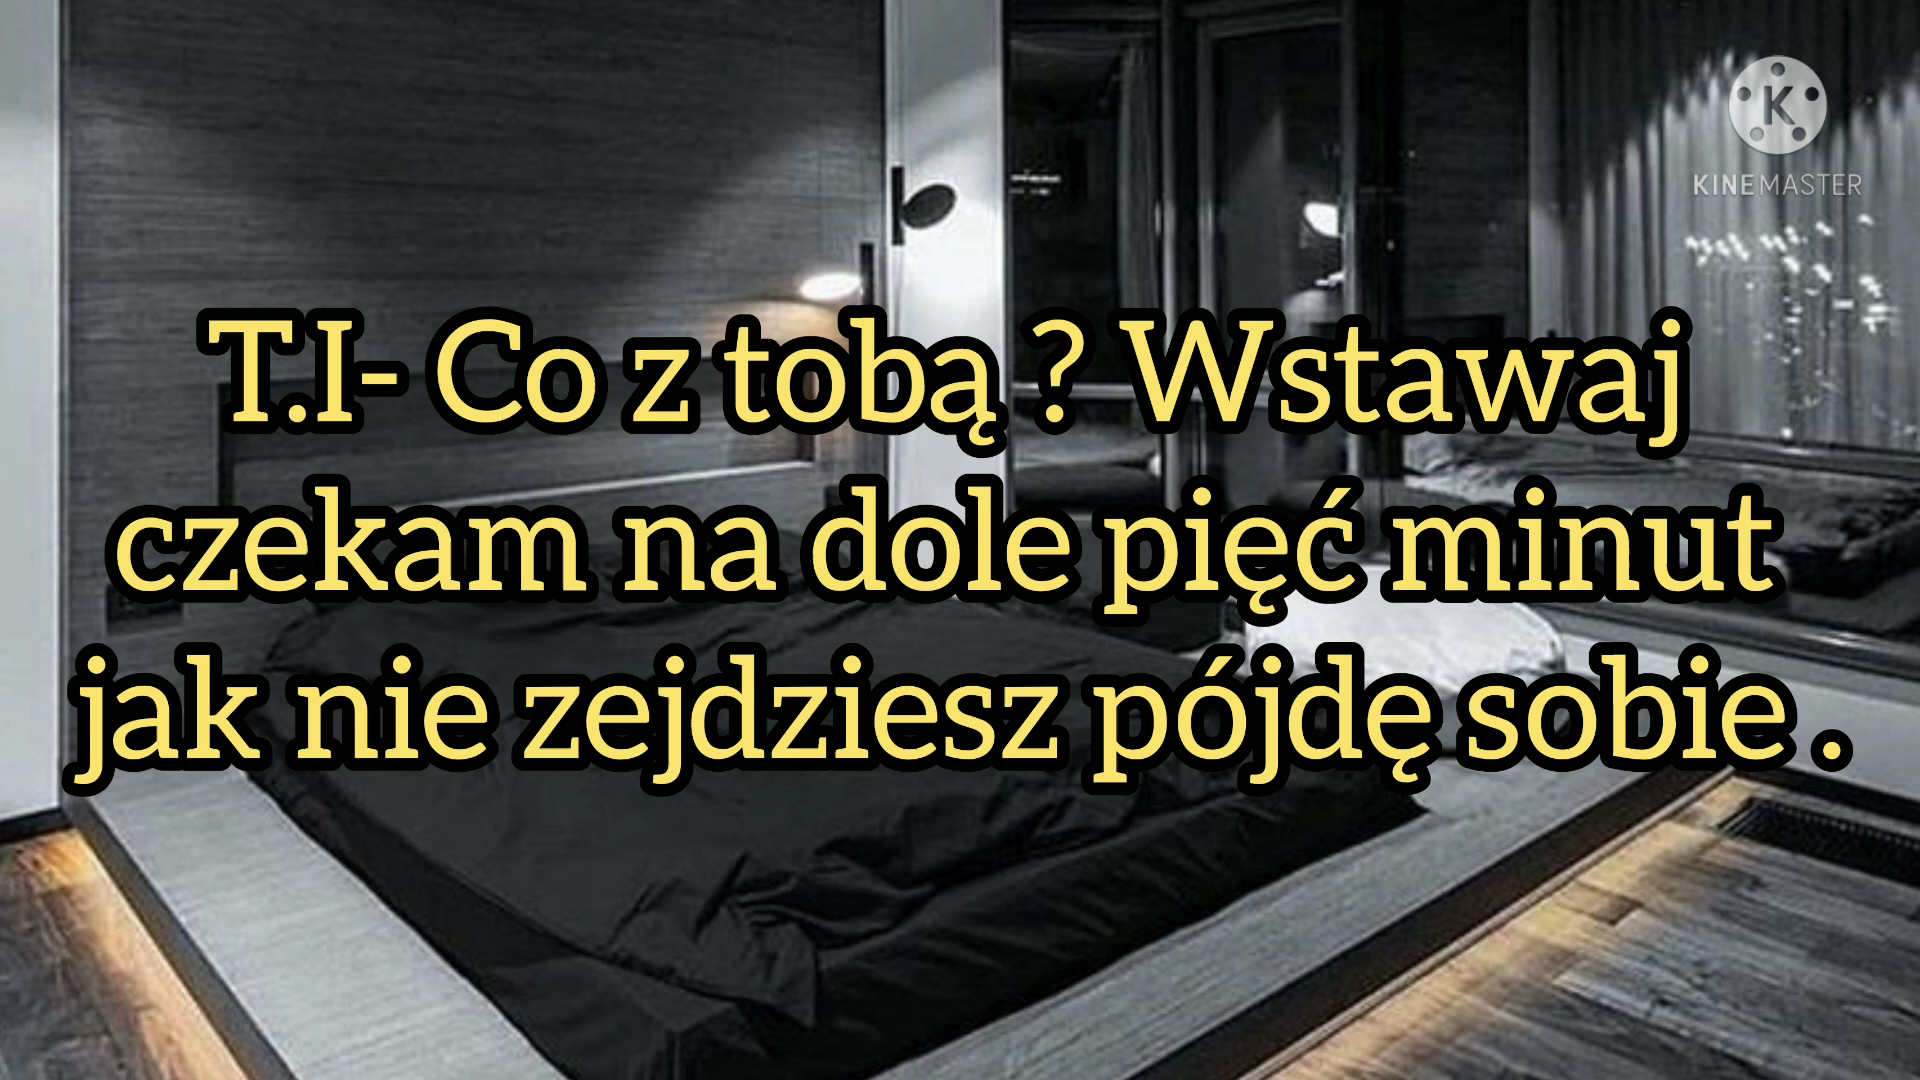 KINEMASTER
T.I- Co z tobą ? Wstawaj
czekam na dole pięć minut
jak nie zejdziesz pójdę sobie .